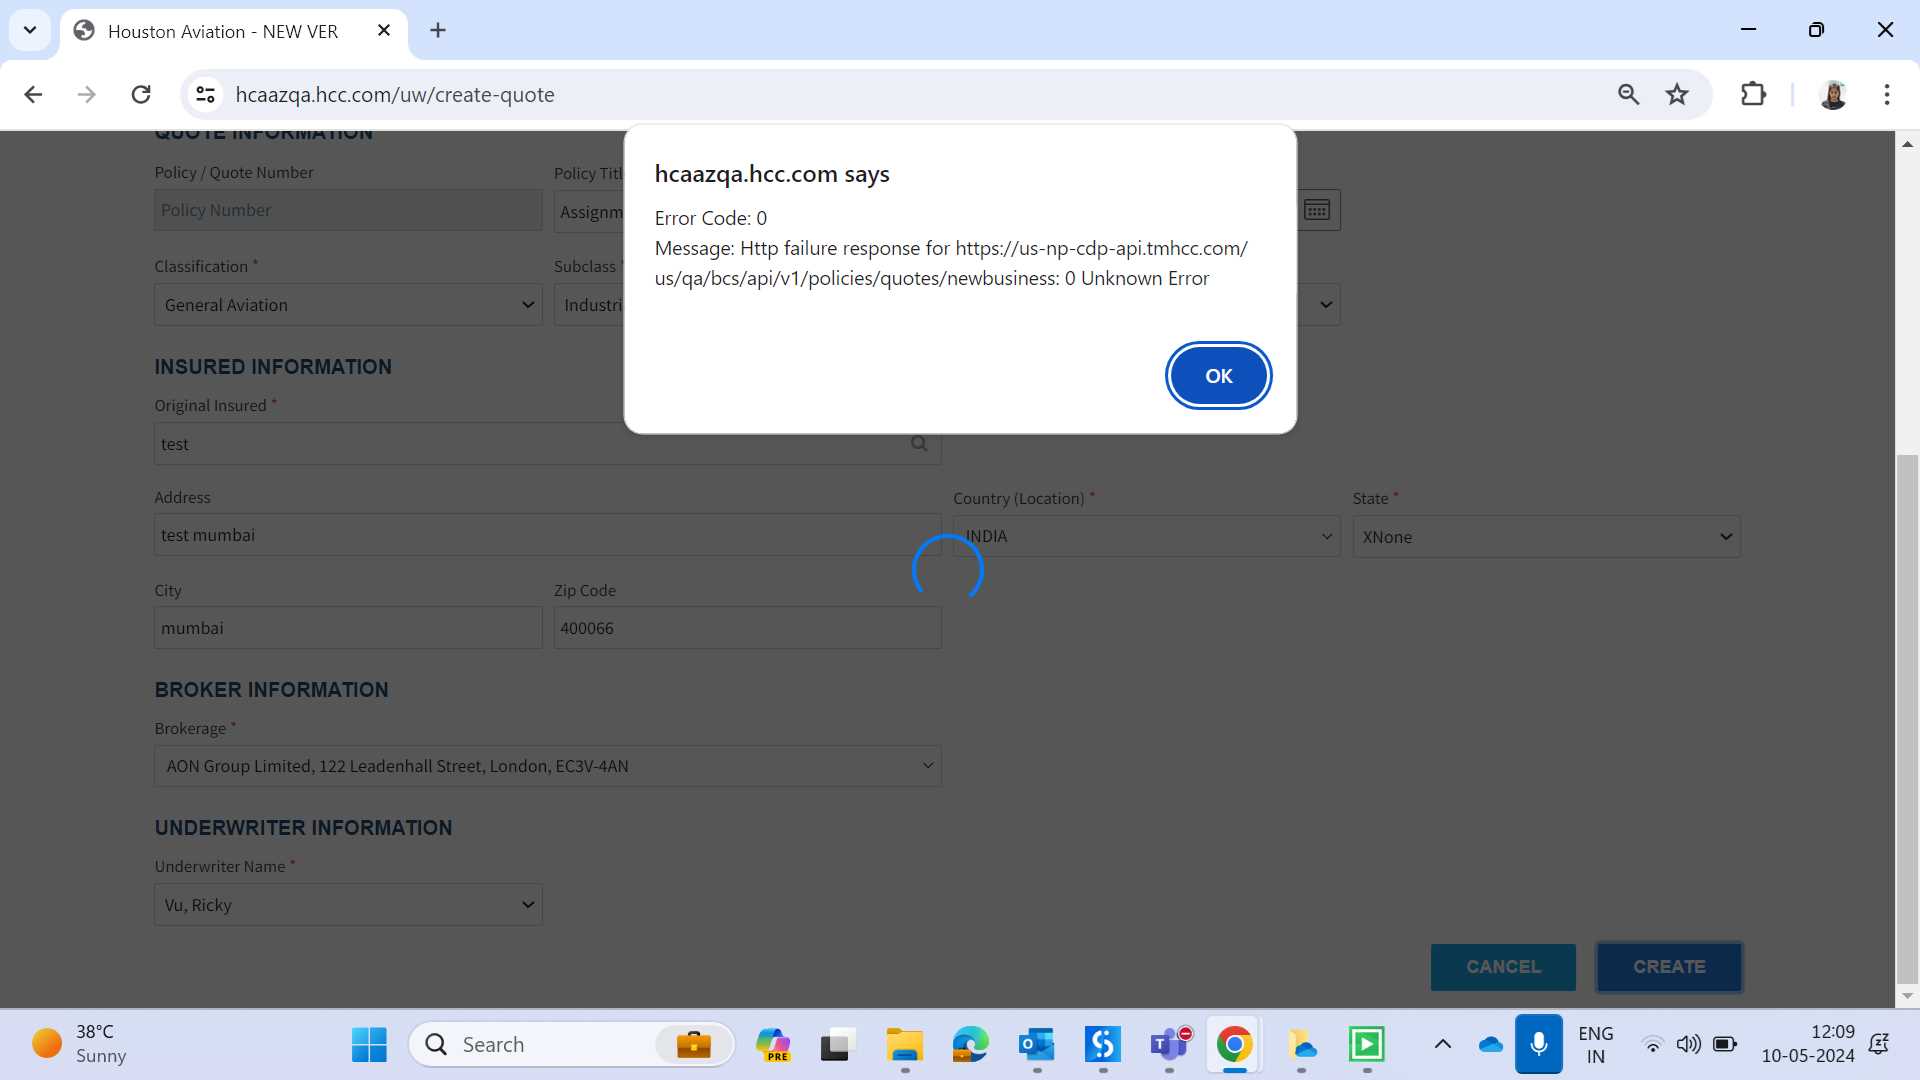 Houston Aviation - NEW VER
hcaazqa.hcc.com/uw/create-quote
hcaazqa.hcc.com says
Error Code: 0
Message: Http failure response for https://us-np-cdp-api.tmhcc.com/
us/qa/bcs/api/v1/policies/quotes/newbusiness: 0 Unknown Error
OK
QUOTE INFORMATION
Policy / Quote Number
Policy Titl
Policy Number
Assignm
Classification *
Subclass *
General Aviation
Industri
INSURED INFORMATION
Original Insured *
test
Address
Country (Location) *
State *
test mumbai
INDIA
XNone
City
Zip Code
mumbai
400066
BROKER INFORMATION
Brokerage *
AON Group Limited, 122 Leadenhall Street, London, EC3V-4AN
UNDERWRITER INFORMATION
Underwriter Name *
Vu, Ricky
CANCEL
CREATE
38°C
Sunny
Search
PRE
ENG
IN
12:09
10-05-2024